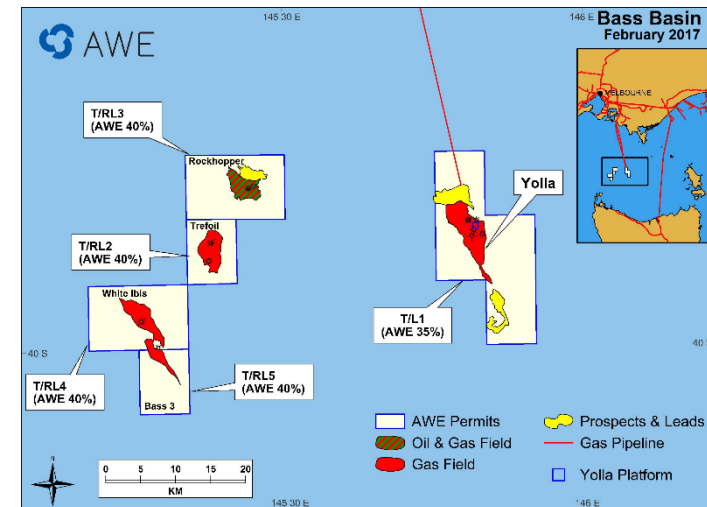 145 30 E
146 E
Bass Basin
February 2017
AWE
MELBOURNE
T/RL3
(AWE 40%)
Rockhopper
Yolla
Trefoil
T/RL2
(AWE 40%)
White Ibis
T/L1
(AWE 35%)
40 S
40
T/RL4
(AWE 40%)
T/RL5
(AWE 40%)
Bass 3
AWE Permits
Prospects & Leads
Oil & Gas Field
Gas Pipeline
Gas Field
Yolla Platform
0 5 10 15 20
KM
145 30 E
146 E